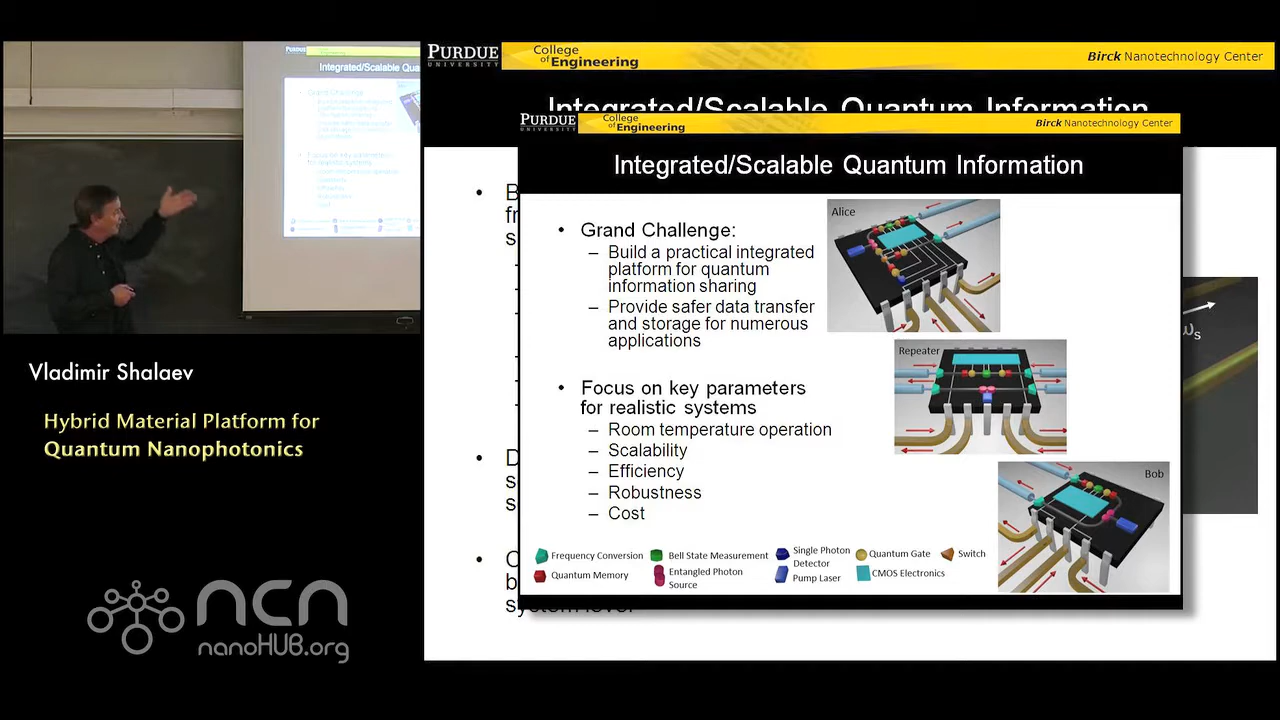 PURDUE
UNIVERSITY
College
of Engineering
Birck Nanotechnology Center
Integrated/Scalable Quantum Information
PURDUE
UNIVERSITY
College
of Engineering
Birck Nanotechnology Center
Integrated/Scalable Quantum Information
• Grand Challenge:
– Build a practical integrated
platform for quantum
information sharing
– Provide safer data transfer
and storage for numerous
applications
• Focus on key parameters
for realistic systems
– Room temperature operation
– Scalability
– Efficiency
– Robustness
– Cost
Alice
Repeater
Bob
Frequency Conversion
Bell State Measurement
Single Photon
Detector
Quantum Gate
Switch
Quantum Memory
Entangled Photon
Source
Pump Laser
CMOS Electronics
ωs
Vladimir Shalaev
Hybrid Material Platform for
Quantum Nanophotonics
ncn
nanoHUB.org